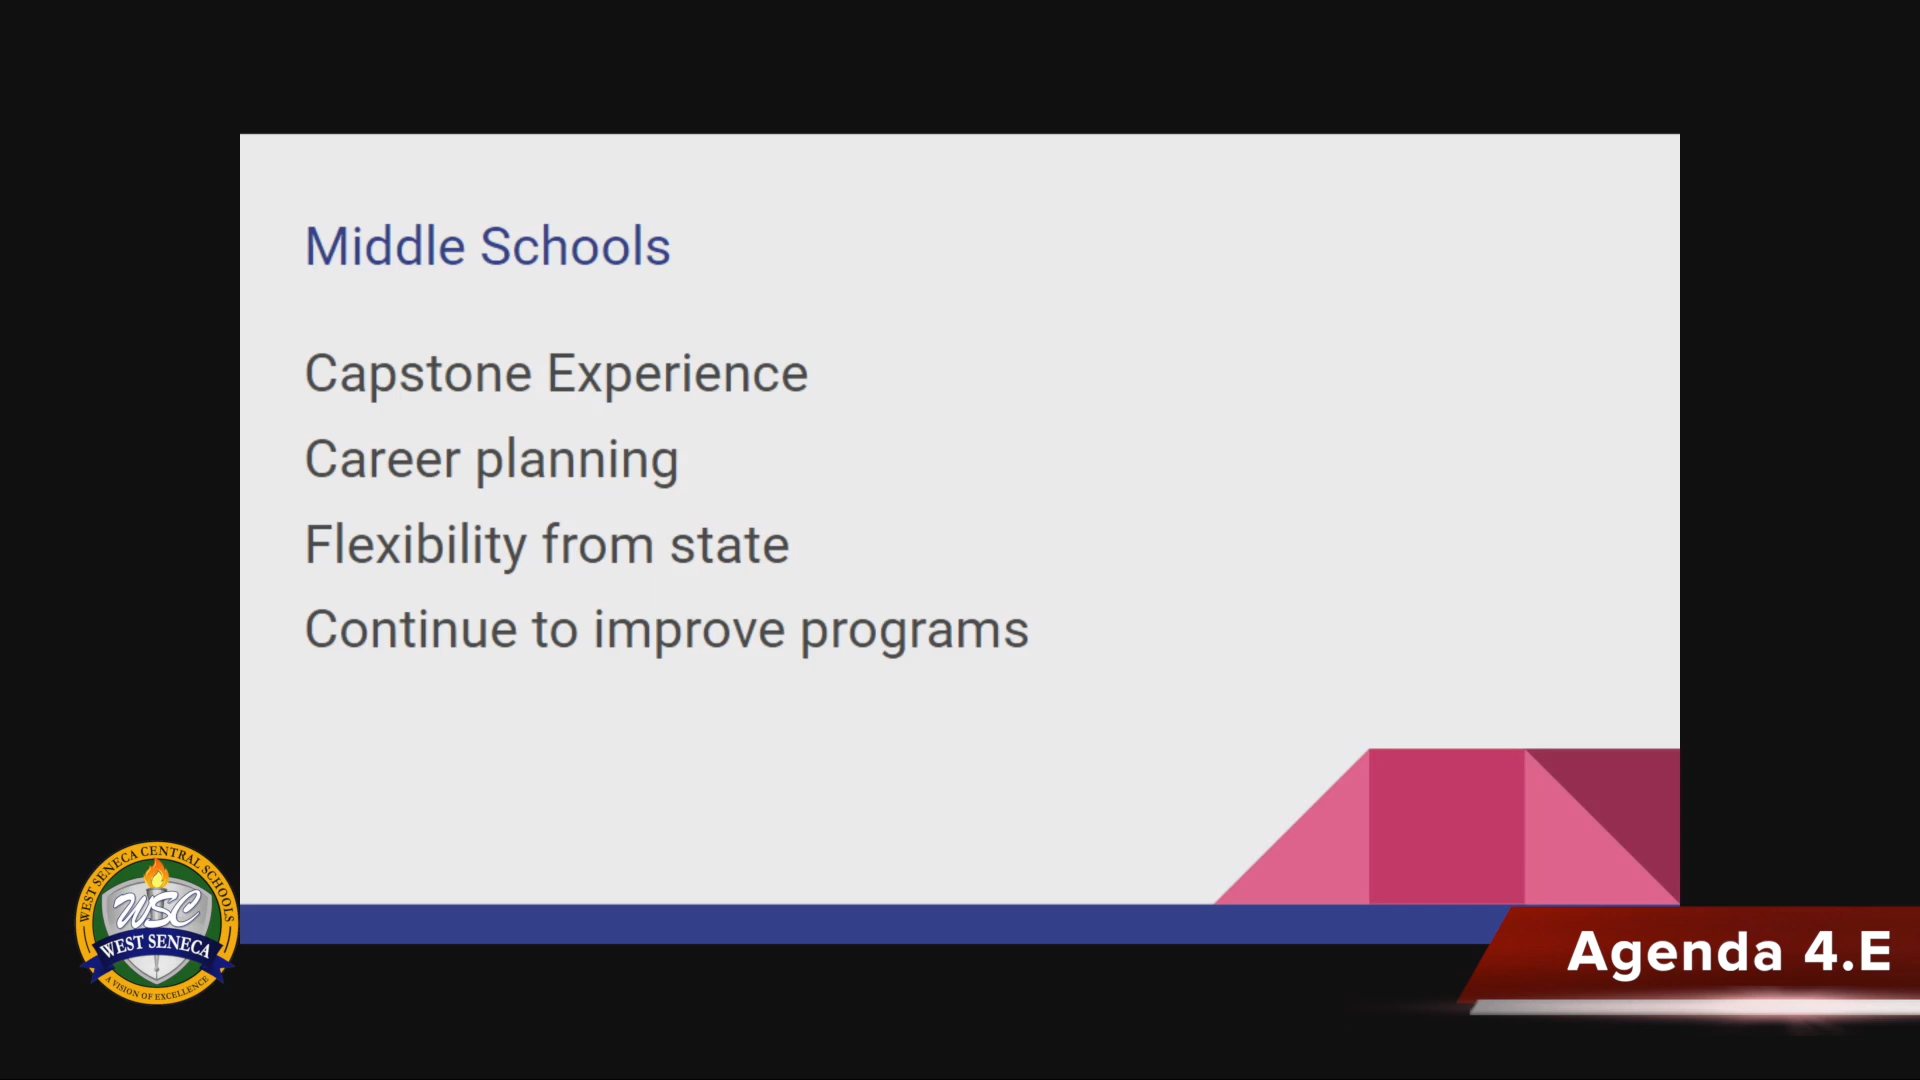 Middle Schools
Capstone Experience
Career planning
Flexibility from state
Continue to improve programs
WEST SENECA CENTRAL SCHOOLS
WSC
WEST SENECA
A VISION OF EXCELLENCE
Agenda 4.E